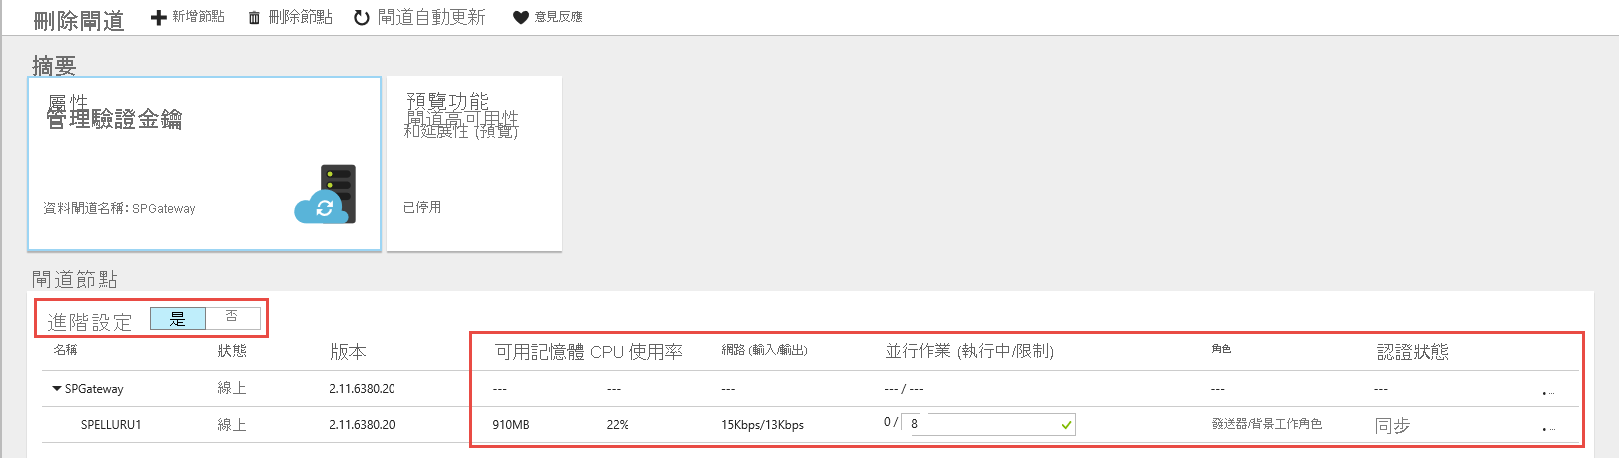 刪除閘道 新增節點 刪除節點 閘道自動更新 意見反應
摘要
屬性
管理驗證金鑰
資料閘道名稱: SPGateway
預覽功能
閘道高可用性
和延展性 (預覽)
已停用
閘道節點
進階設定 是 否
名稱 狀態 版本 可用記憶體 CPU 使用率 網路 (輸入/輸出) 並行作業 (執行中/限制) 角色 認證狀態
SPGateway 線上 2.11.6380.20 --- --- --- --- / --- --- ---
SPELLURU1 線上 2.11.6380.20 910MB 22% 15Kbps/13Kbps 0 / 8 發送器/背景工作角色 同步